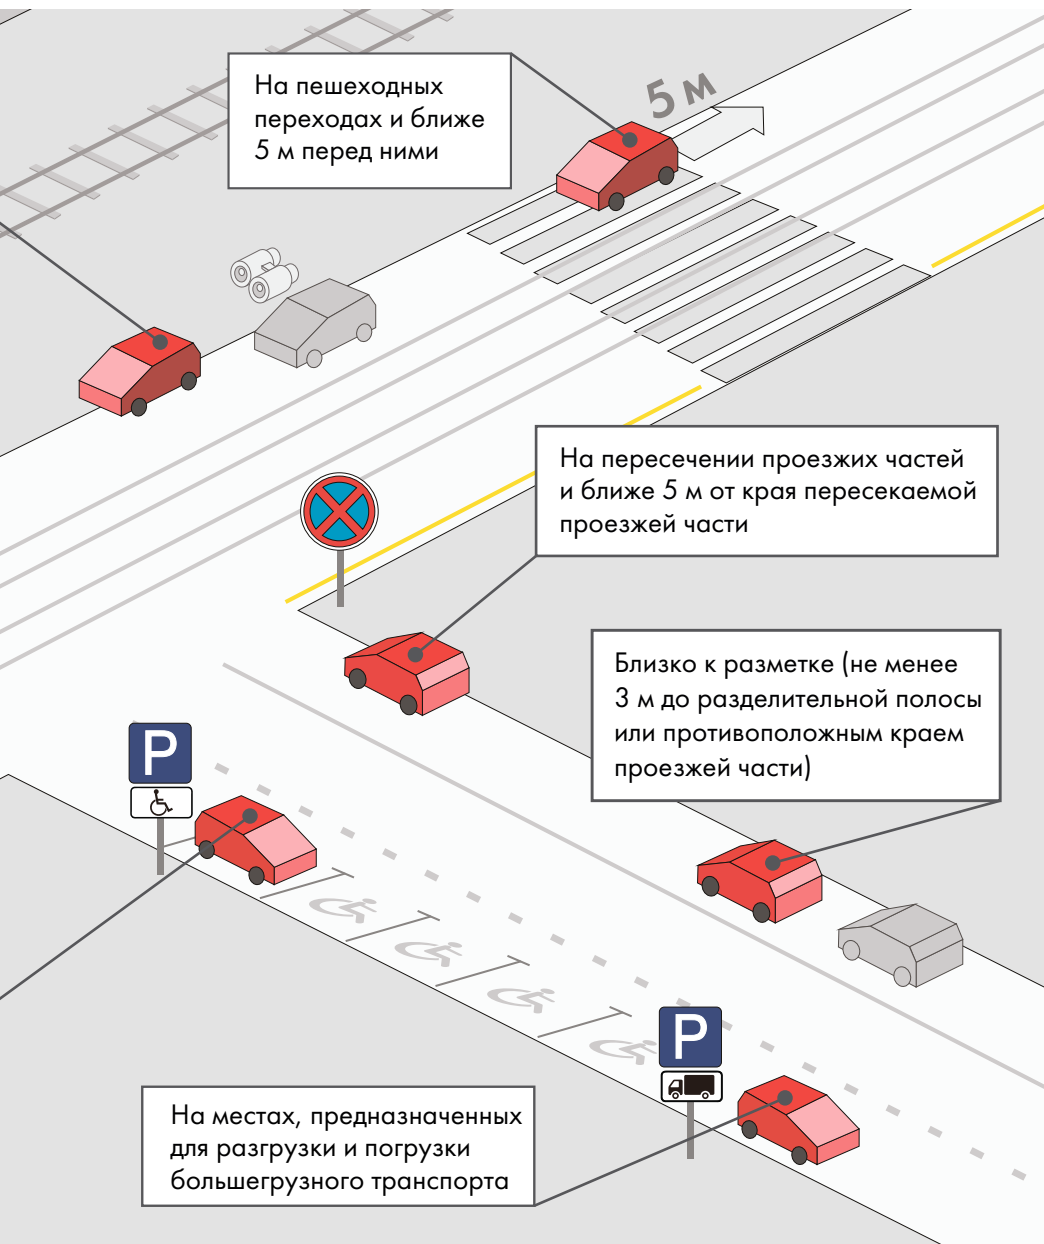 На пешеходных
переходах и ближе
5 м перед ними
5 м
На пересечении проезжих частей
и ближе 5 м от края пересекаемой
проезжей части
Близко к разметке (не менее
3 м до разделительной полосы
или противоположным краем
проезжей части)
P
P
На местах, предназначенных
для разгрузки и погрузки
большегрузного транспорта